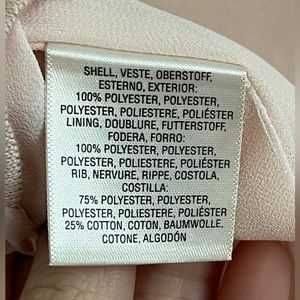 SHELL, VESTE, OBERSTOFF,
ESTERNO, EXTERIOR:
100% POLYESTER, POLYESTER,
POLYESTER, POLIESTERE, POLIÉSTER
LINING, DOUBLURE, FUTTERSTOFF,
FODERA, FORRO:
100% POLYESTER, POLYESTER,
POLYESTER, POLIESTERE, POLIÉSTER
RIB, NERVURE, RIPPE, COSTOLA,
COSTILLA:
75% POLYESTER, POLYESTER,
POLYESTER, POLIESTERE, POLIÉSTER
25% COTTON, COTON, BAUMWOLLE,
COTONE, ALGODÓN